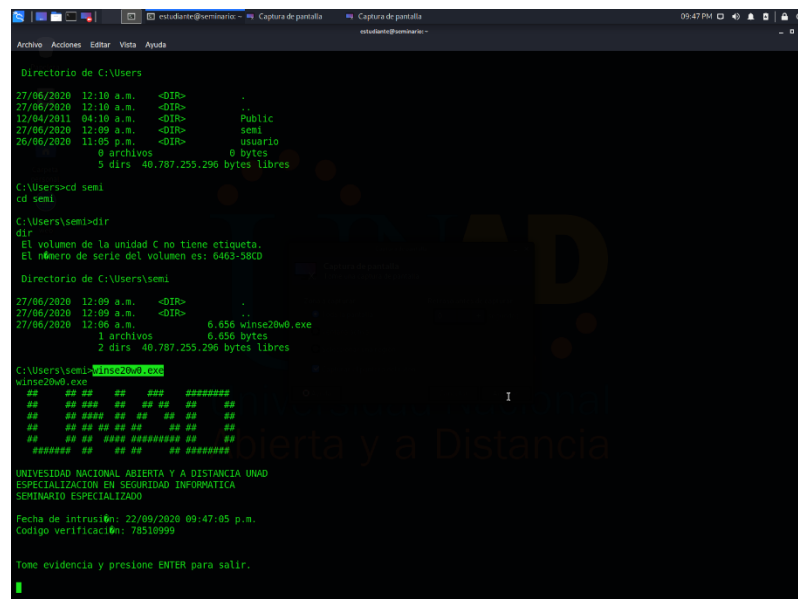 estudiante@seminario: ~
Captura de pantalla
Captura de pantalla
09:47 PM
estudiante@seminario: ~
Archivo Acciones Editar Vista Ayuda
Directorio de C:\Users
27/06/2020 12:10 a.m. <DIR> .
27/06/2020 12:10 a.m. <DIR> ..
12/04/2011 04:10 a.m. <DIR> Public
27/06/2020 12:09 a.m. <DIR> semi
26/06/2020 11:05 p.m. <DIR> usuario
0 archivos 0 bytes
5 dirs 40.787.255.296 bytes libres
C:\Users>cd semi
cd semi
C:\Users\semi>dir
dir
El volumen de la unidad C no tiene etiqueta.
El n�mero de serie del volumen es: 6463-58CD
Directorio de C:\Users\semi
27/06/2020 12:09 a.m. <DIR> .
27/06/2020 12:09 a.m. <DIR> ..
27/06/2020 12:06 a.m. 6.656 winse20w0.exe
1 archivos 6.656 bytes
2 dirs 40.787.255.296 bytes libres
C:\Users\semi>winse20w0.exe
winse20w0.exe
UNAD
UNIVESIDAD NACIONAL ABIERTA Y A DISTANCIA UNAD
ESPECIALIZACION EN SEGURIDAD INFORMATICA
SEMINARIO ESPECIALIZADO
Fecha de intrusi�n: 22/09/2020 09:47:05 p.m.
Codigo verificaci�n: 78510999
Tome evidencia y presione ENTER para salir.
Abierta y a Distancia